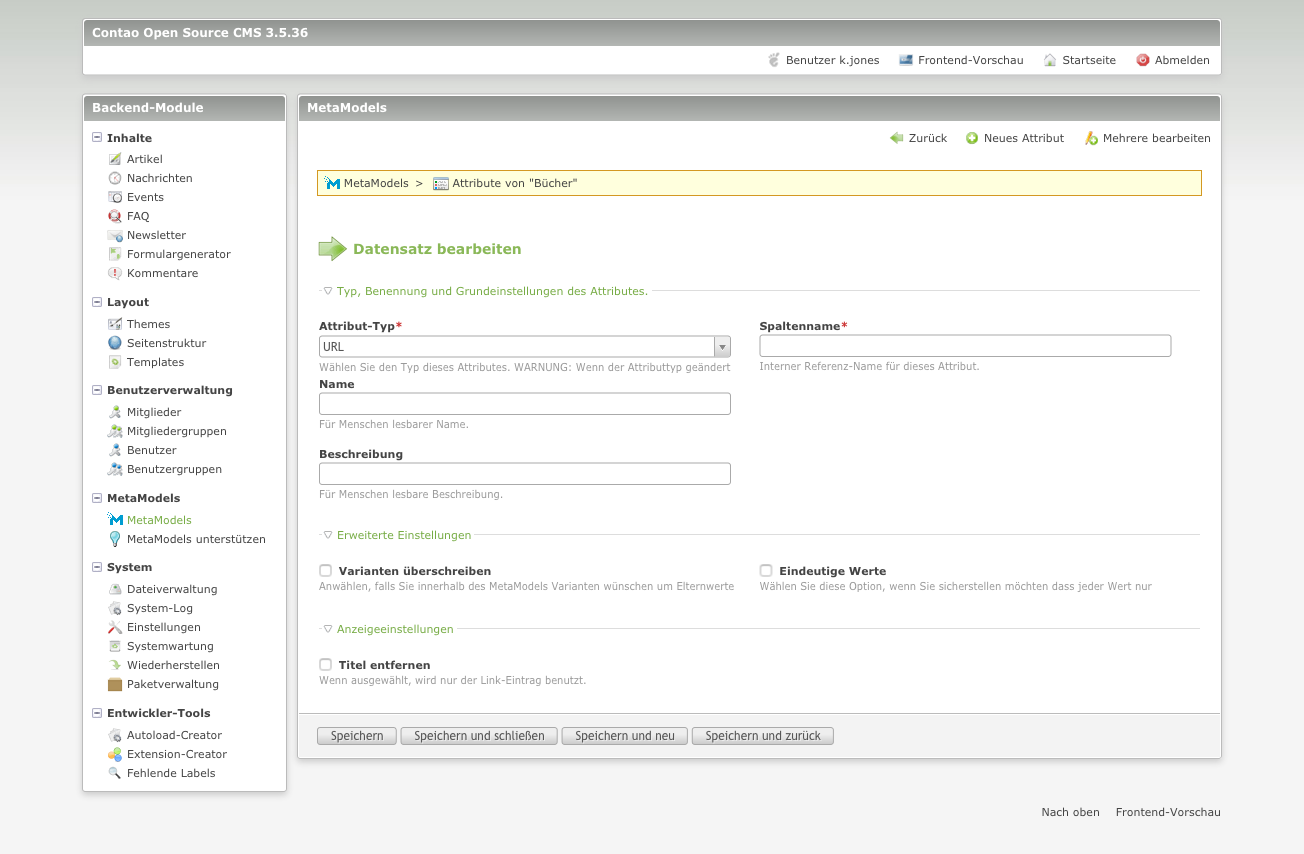 Contao Open Source CMS 3.5.36
Benutzer k.jones Frontend-Vorschau Startseite Abmelden
Backend-Module
Inhalte
Artikel
Nachrichten
Events
FAQ
Newsletter
Formulargenerator
Kommentare
Layout
Themes
Seitenstruktur
Templates
Benutzerverwaltung
Mitglieder
Mitgliedergruppen
Benutzer
Benutzergruppen
MetaModels
MetaModels
MetaModels unterstützen
System
Dateiverwaltung
System-Log
Einstellungen
Systemwartung
Wiederherstellen
Paketverwaltung
Entwickler-Tools
Autoload-Creator
Extension-Creator
Fehlende Labels
MetaModels
Zurück Neues Attribut Mehrere bearbeiten
MetaModels > Attribute von "Bücher"
Datensatz bearbeiten
Typ, Benennung und Grundeinstellungen des Attributes.
Attribut-Typ*
URL
Wählen Sie den Typ dieses Attributes. WARNUNG: Wenn der Attributtyp geändert
Spaltenname*
Interner Referenz-Name für dieses Attribut.
Name
Für Menschen lesbarer Name.
Beschreibung
Für Menschen lesbare Beschreibung.
Erweiterte Einstellungen
Varianten überschreiben
Anwählen, falls Sie innerhalb des MetaModels Varianten wünschen um Elternwerte
Eindeutige Werte
Wählen Sie diese Option, wenn Sie sicherstellen möchten dass jeder Wert nur
Anzeigeeinstellungen
Titel entfernen
Wenn ausgewählt, wird nur der Link-Eintrag benutzt.
Speichern Speichern und schließen Speichern und neu Speichern und zurück
Nach oben Frontend-Vorschau